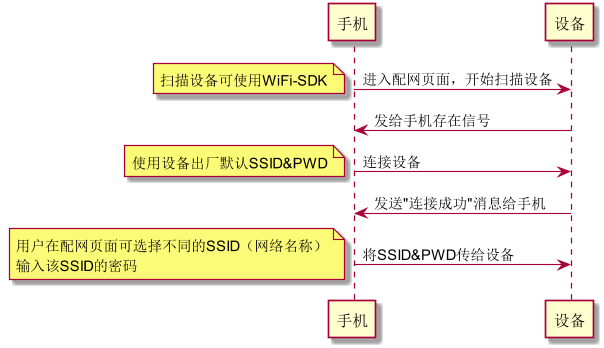 手机
设备
扫描设备可使用WiFi-SDK
进入配网页面，开始扫描设备
发给手机存在信号
使用设备出厂默认SSID&PWD
连接设备
发送"连接成功"消息给手机
用户在配网页面可选择不同的SSID（网络名称）
输入该SSID的密码
将SSID&PWD传给设备
手机
设备